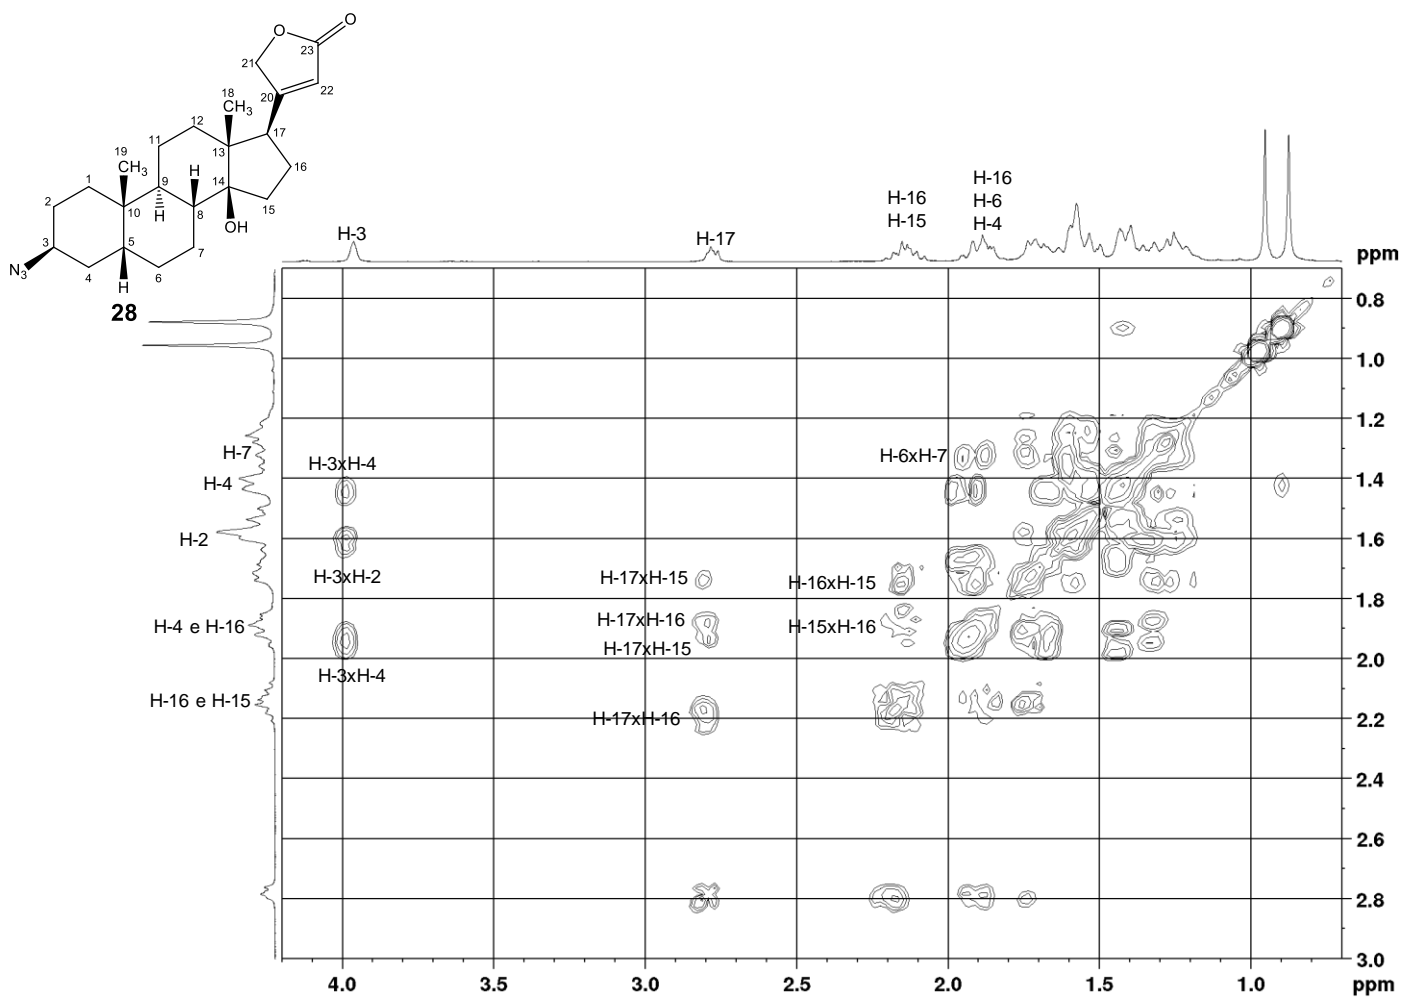 O
O
23
21
22
20
18
CH3
17
12
11
13
16
19
CH3
H
14
1
9
8
15
2
10
H
OH
3
5
7
N3
4
6
H
28
H-3
H-17
H-16
H-15
H-16
H-6
H-4
ppm
0.8
1.0
1.2
1.4
1.6
1.8
2.0
2.2
2.4
2.6
2.8
3.0
H-7
H-4
H-2
H-4 e H-16
H-16 e H-15
H-3xH-4
H-3xH-2
H-3xH-4
H-17xH-15
H-17xH-16
H-17xH-15
H-17xH-16
H-6xH-7
H-16xH-15
H-15xH-16
4.0 3.5 3.0 2.5 2.0 1.5 1.0 ppm